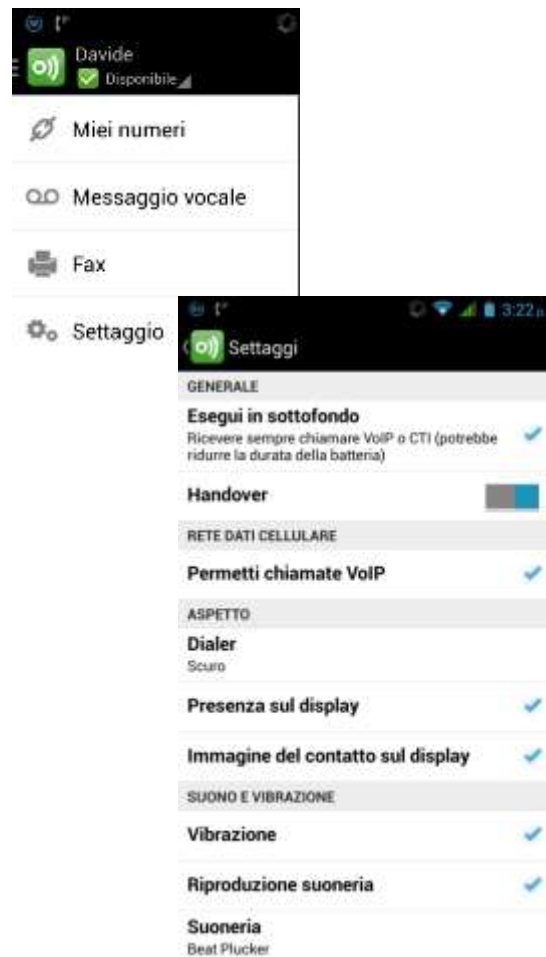 Davide
Disponibile
Miei numeri
Messaggio vocale
Fax
Settaggio
3:22
Settaggi
GENERALE
Esegui in sottofondo
Ricevere sempre chiamare VoIP o CTI (potrebbe
ridurre la durata della batteria)
Handover
RETE DATI CELLULARE
Permetti chiamate VoIP
ASPETTO
Dialer
Scuro
Presenza sul display
Immagine del contatto sul display
SUONO E VIBRAZIONE
Vibrazione
Riproduzione suoneria
Suoneria
Beat Plucker